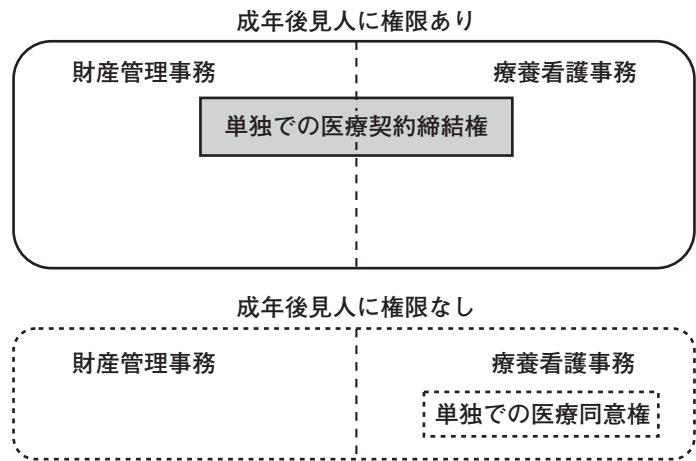 成年後見人に権限あり
財産管理事務 療養看護事務
単独での医療契約締結権
成年後見人に権限なし
財産管理事務 療養看護事務
単独での医療同意権